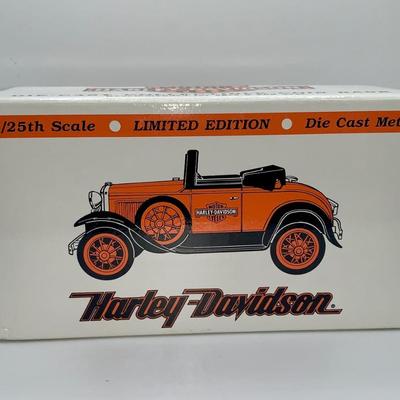 /25th Scale • LIMITED EDITION • Die Cast Met
MOTOR
HARLEY-DAVIDSON
CYCLES
Harley-Davidson®